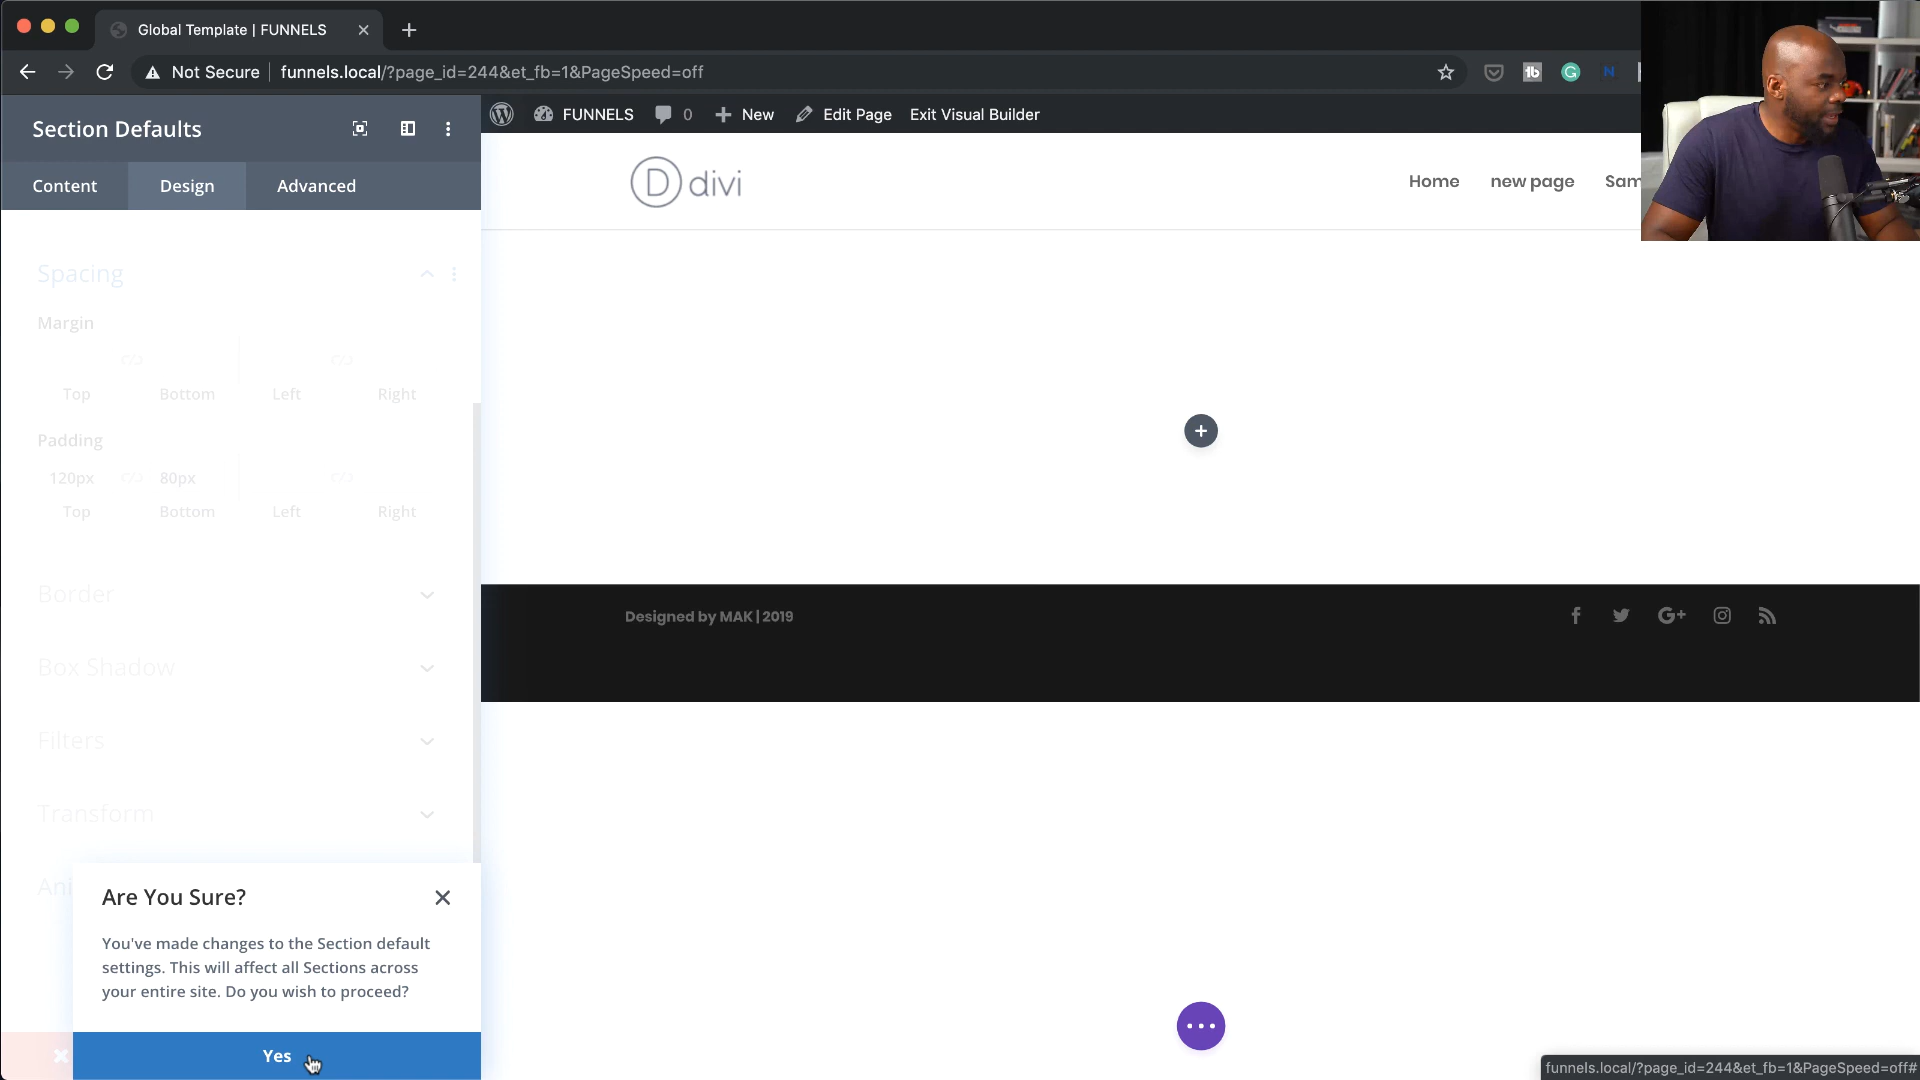 Global Template | FUNNELS
Not Secure
funnels.local/?page_id=244&et_fb=1&PageSpeed=off
tb
G
N
FUNNELS
0
New
Edit Page
Exit Visual Builder
Section Defaults
Content
Design
Advanced
D divi
Home
new page
Sam
Spacing
Margin
Top
Bottom
Left
Right
Padding
120px
80px
Top
Bottom
Left
Right
Border
Box Shadow
Filters
Transform
Ani
Designed by MAK | 2019
G+
Are You Sure?
You've made changes to the Section default
settings. This will affect all Sections across
your entire site. Do you wish to proceed?
Yes
funnels.local/?page_id=244&et_fb=1&PageSpeed=off#